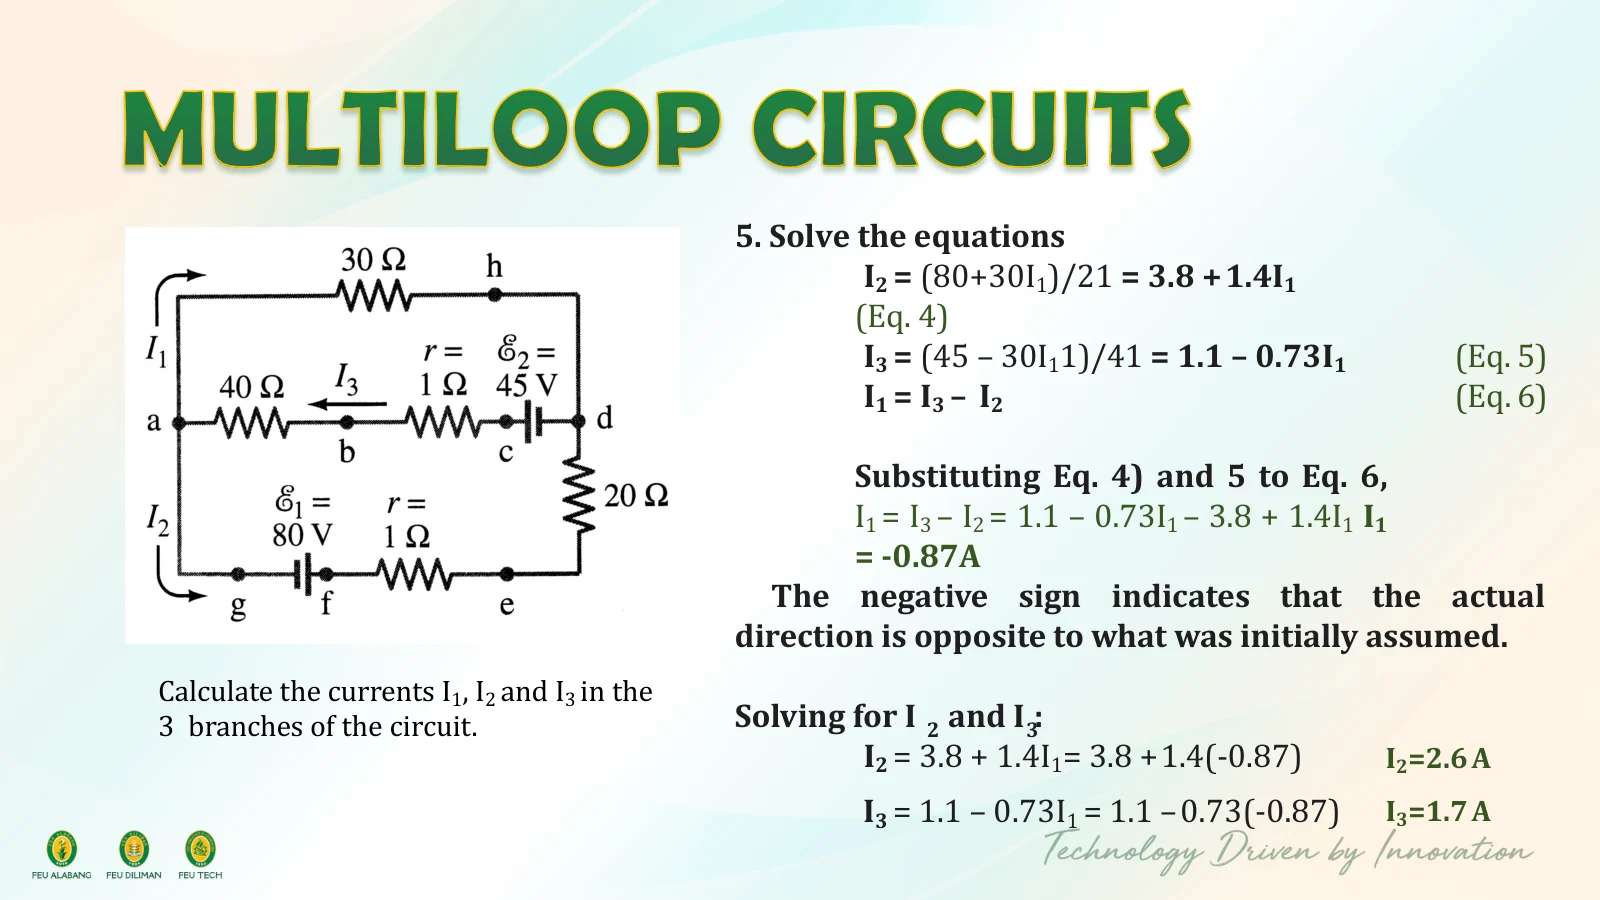 MULTILOOP CIRCUITS
30 Ω
h
I₁
r =
1 Ω
ℰ₂ =
45 V
40 Ω
I₃
a
b
c
d
20 Ω
I₂
ℰ₁ =
80 V
r =
1 Ω
g
f
e
Calculate the currents I₁, I₂ and I₃ in the
3 branches of the circuit.
5. Solve the equations
I₂ = (80+30I₁)/21 = 3.8 + 1.4I₁
(Eq. 4)
I₃ = (45 – 30I₁1)/41 = 1.1 – 0.73I₁ (Eq. 5)
I₁ = I₃ – I₂ (Eq. 6)
Substituting Eq. 4) and 5 to Eq. 6,
I₁ = I₃ – I₂ = 1.1 – 0.73I₁ – 3.8 + 1.4I₁ I₁
= -0.87A
The negative sign indicates that the actual
direction is opposite to what was initially assumed.
Solving for I ₂ and I₃:
I₂ = 3.8 + 1.4I₁= 3.8 + 1.4(-0.87) I₂=2.6 A
I₃ = 1.1 – 0.73I₁ = 1.1 – 0.73(-0.87) I₃=1.7 A
Technology Driven by Innovation
FEU ALABANG FEU DILIMAN FEU TECH